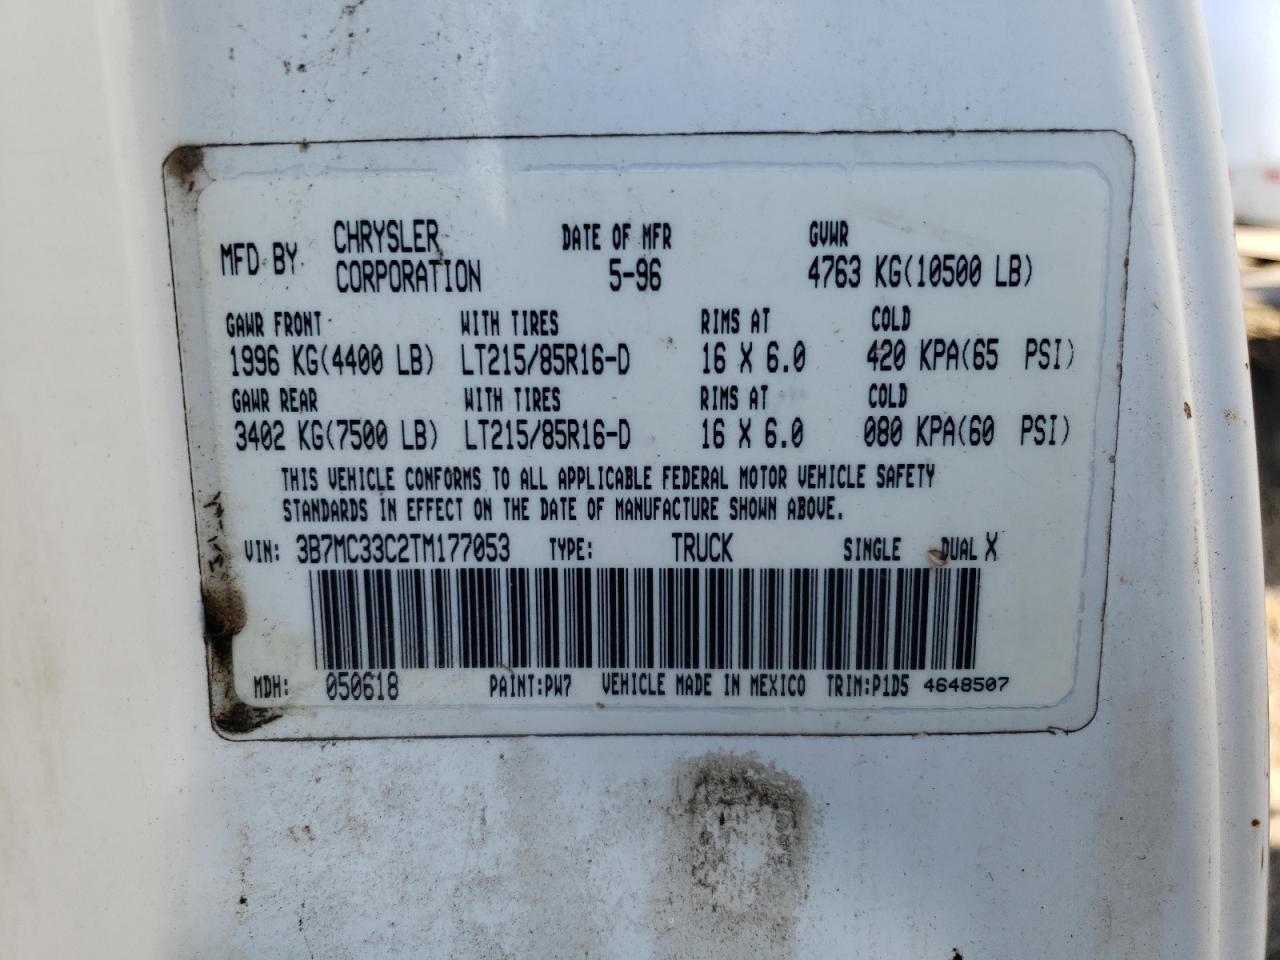 MFD BY CHRYSLER CORPORATION DATE OF MFR 5-96 GVWR 4763 KG(10500 LB)
GAWR FRONT WITH TIRES RIMS AT COLD
1996 KG(4400 LB) LT215/85R16-D 16 X 6.0 420 KPA(65 PSI)
GAWR REAR WITH TIRES RIMS AT COLD
3402 KG(7500 LB) LT215/85R16-D 16 X 6.0 080 KPA(60 PSI)
THIS VEHICLE CONFORMS TO ALL APPLICABLE FEDERAL MOTOR VEHICLE SAFETY
STANDARDS IN EFFECT ON THE DATE OF MANUFACTURE SHOWN ABOVE.
VIN: 3B7MC33C2TM177053 TYPE: TRUCK SINGLE DUAL X
MDH: 050618 PAINT:PW7 VEHICLE MADE IN MEXICO TRIM:P1D5 4648507